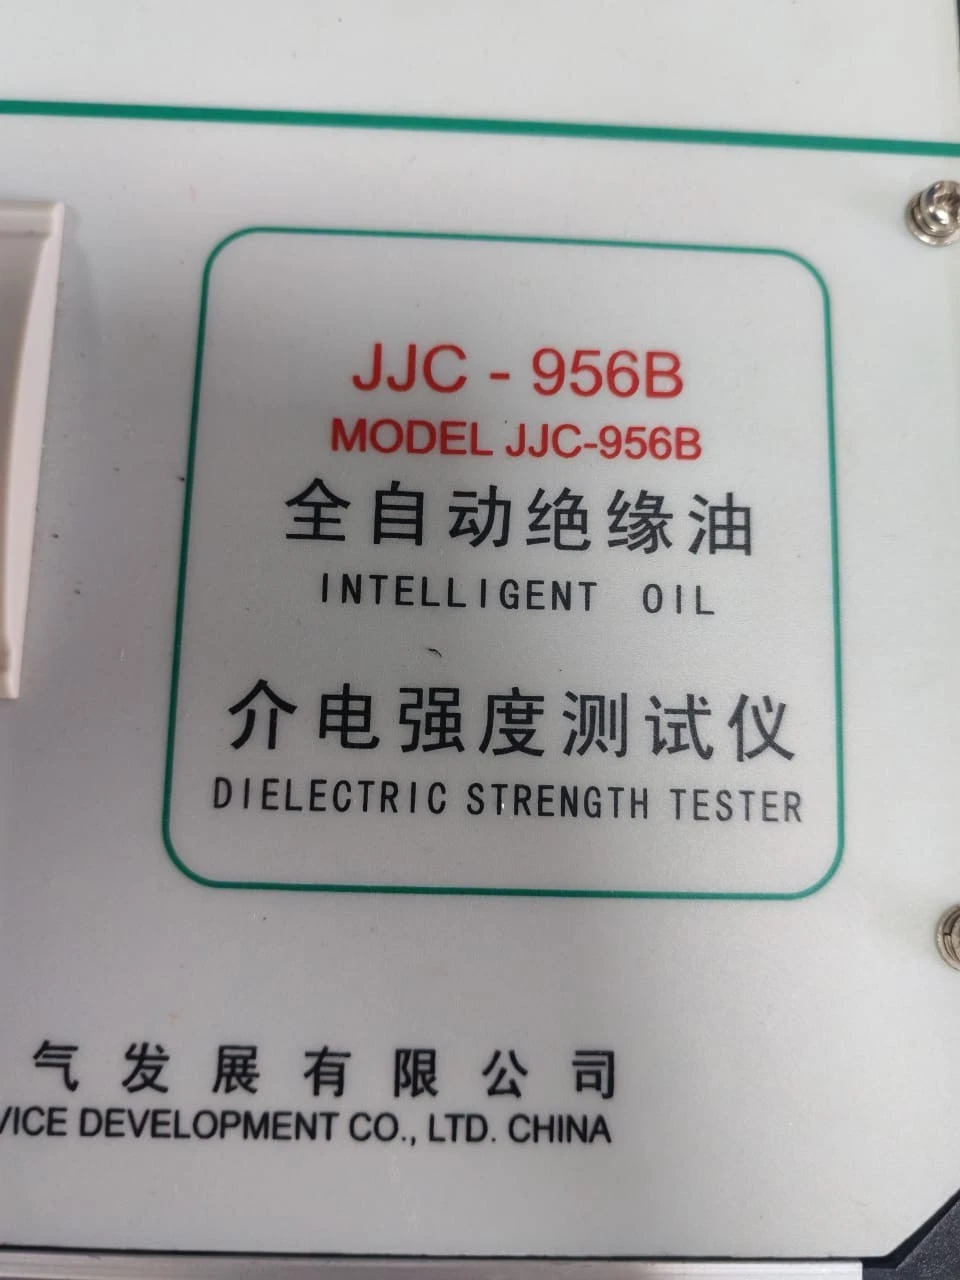 JJC - 956B
MODEL JJC-956B
全自动绝缘油
INTELLIGENT OIL
介电强度测试仪
DIELECTRIC STRENGTH TESTER
气发展有限公司
VICE DEVELOPMENT CO., LTD. CHINA